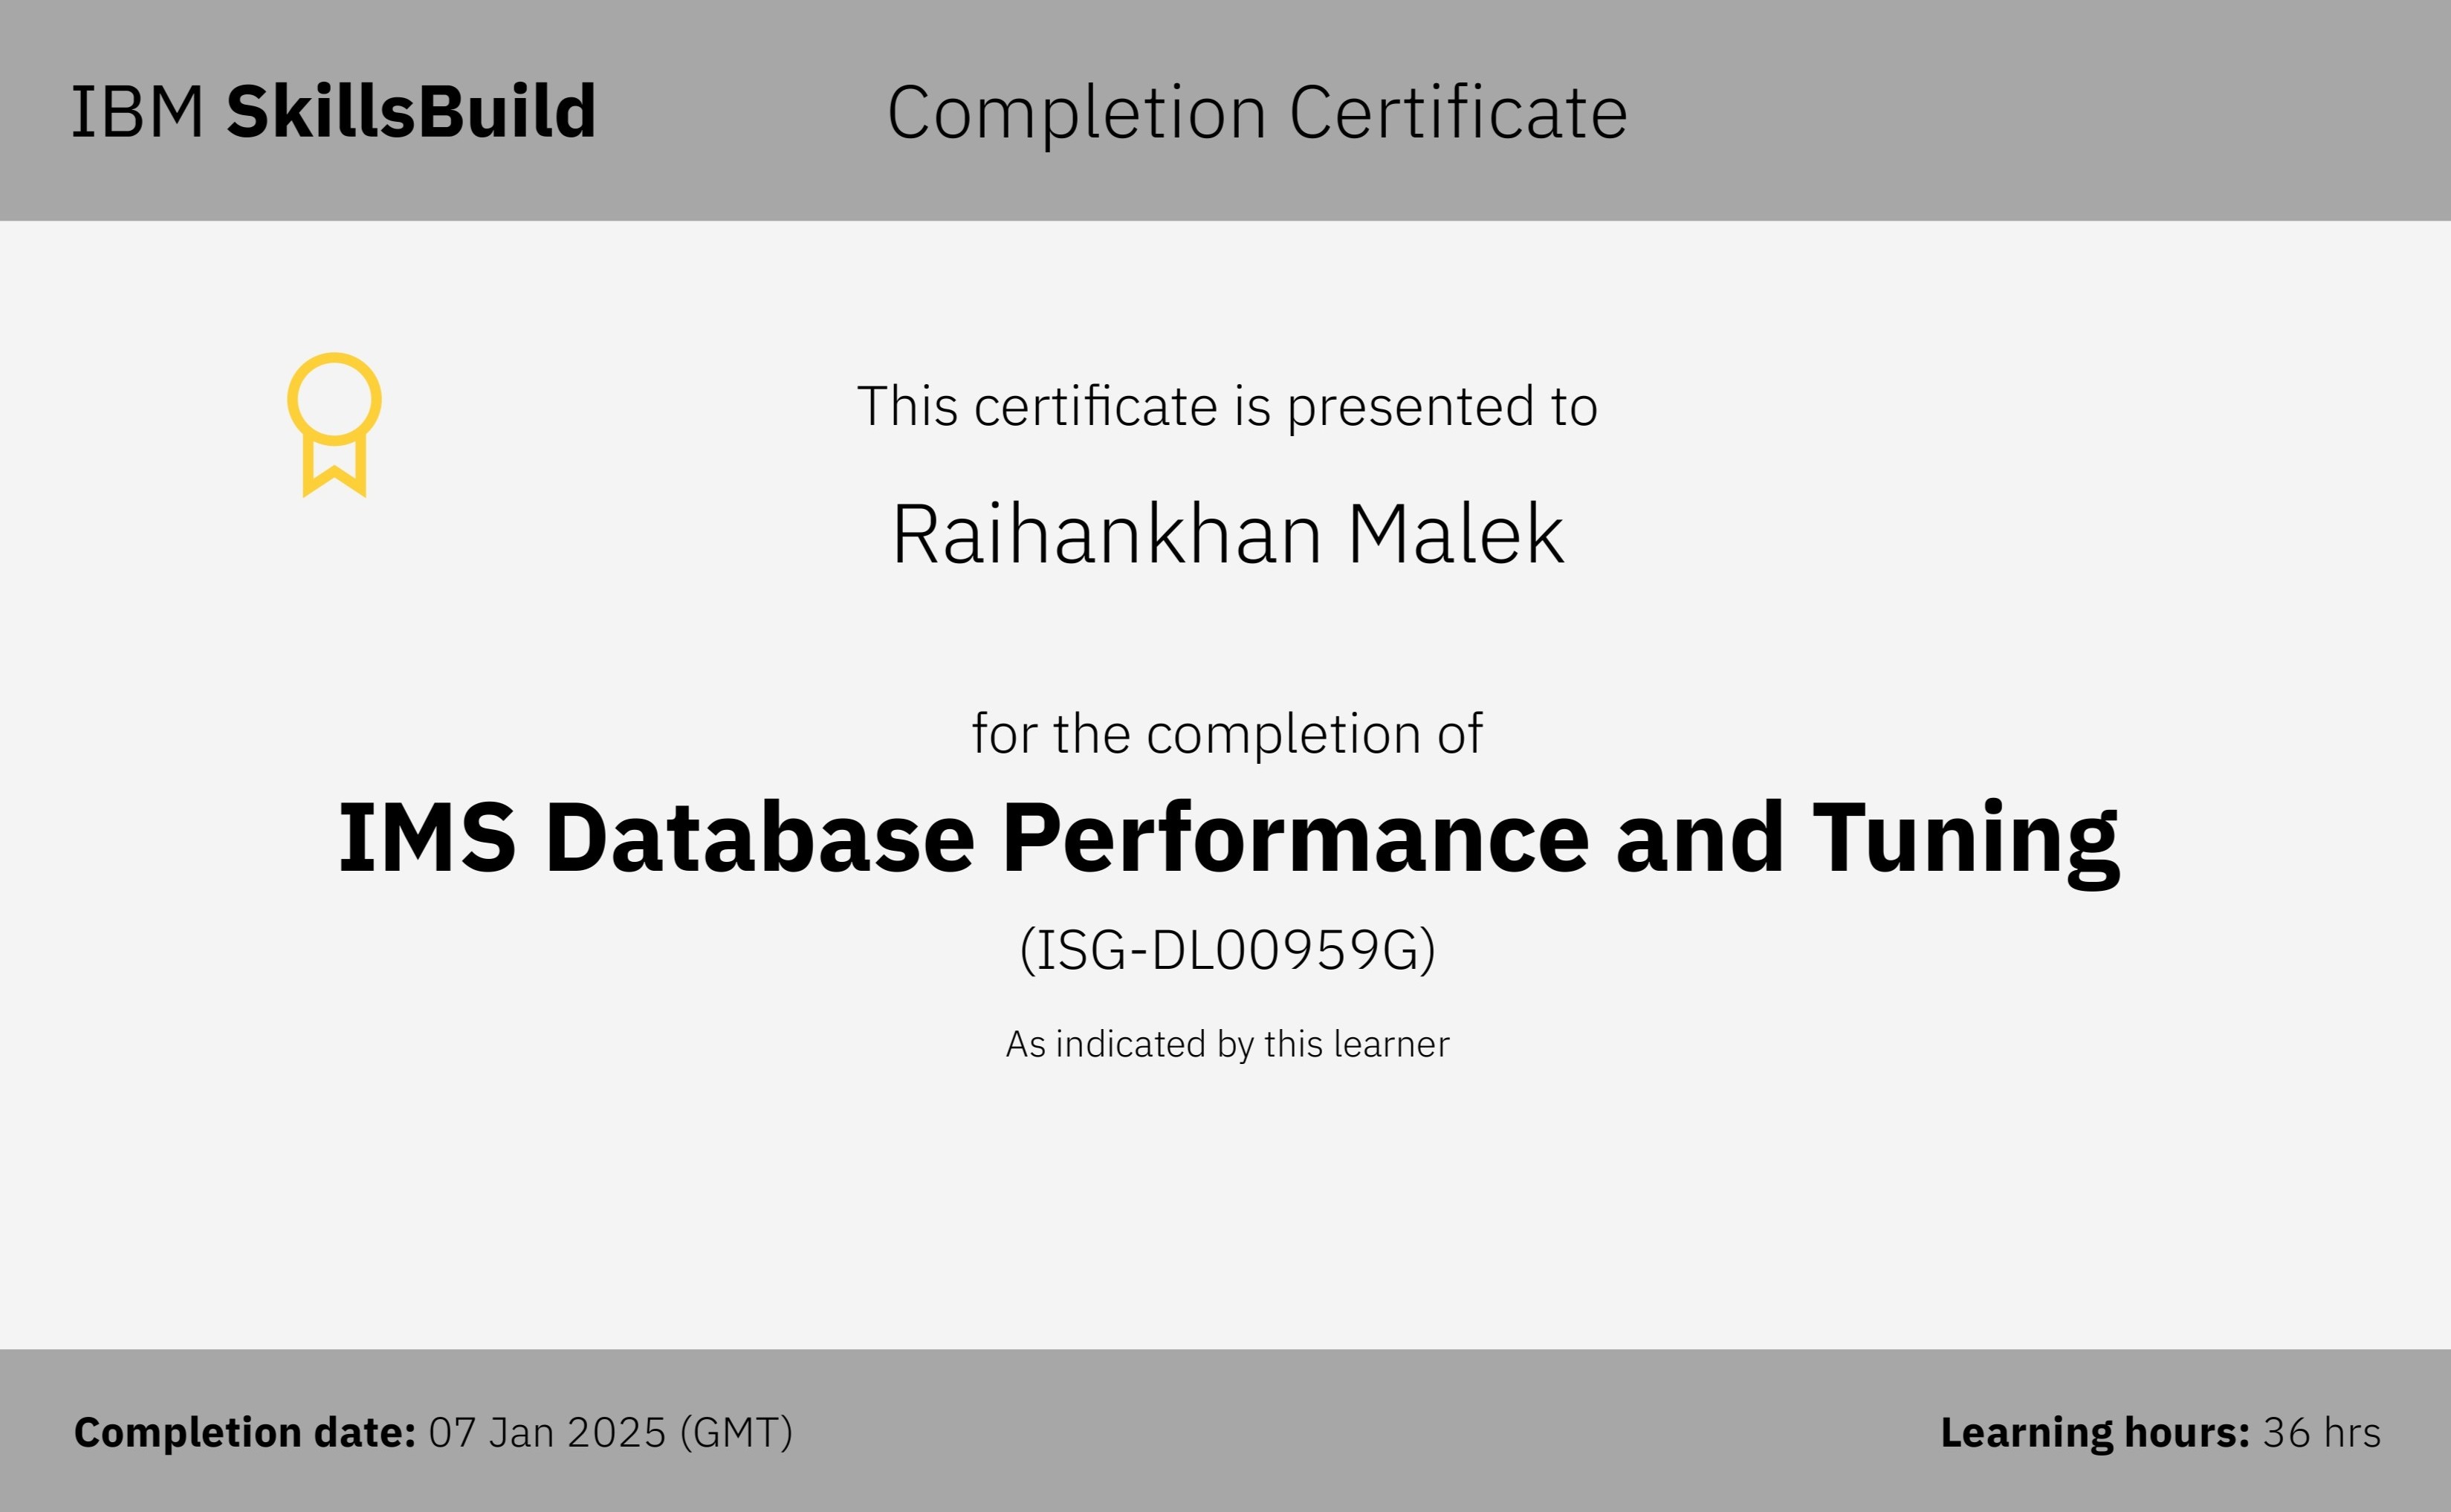 IBM SkillsBuild
Completion Certificate
This certificate is presented to
Raihankhan Malek
for the completion of
IMS Database Performance and Tuning
(ISG-DL00959G)
As indicated by this learner
Completion date: 07 Jan 2025 (GMT)
Learning hours: 36 hrs